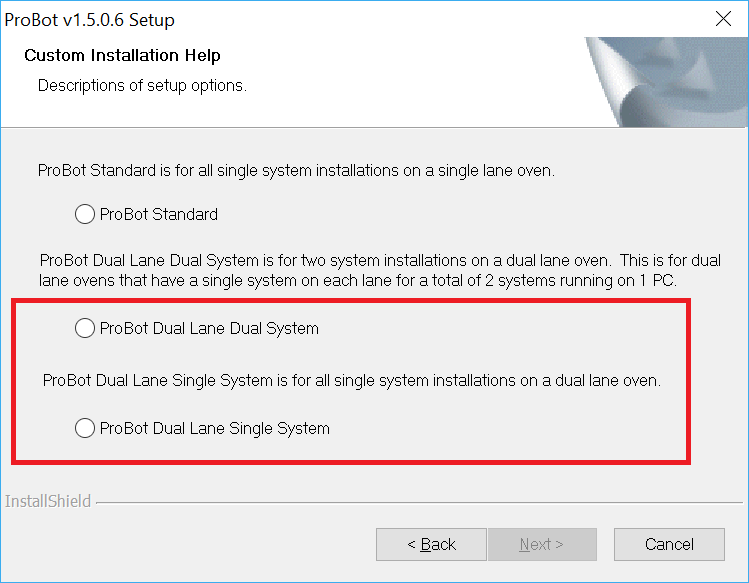 ProBot v1.5.0.6 Setup
Custom Installation Help
Descriptions of setup options.
ProBot Standard is for all single system installations on a single lane oven.
ProBot Standard
ProBot Dual Lane Dual System is for two system installations on a dual lane oven.  This is for dual
lane ovens that have a single system on each lane for a total of 2 systems running on 1 PC.
ProBot Dual Lane Dual System
ProBot Dual Lane Single System is for all single system installations on a dual lane oven.
ProBot Dual Lane Single System
InstallShield
< Back
Next >
Cancel